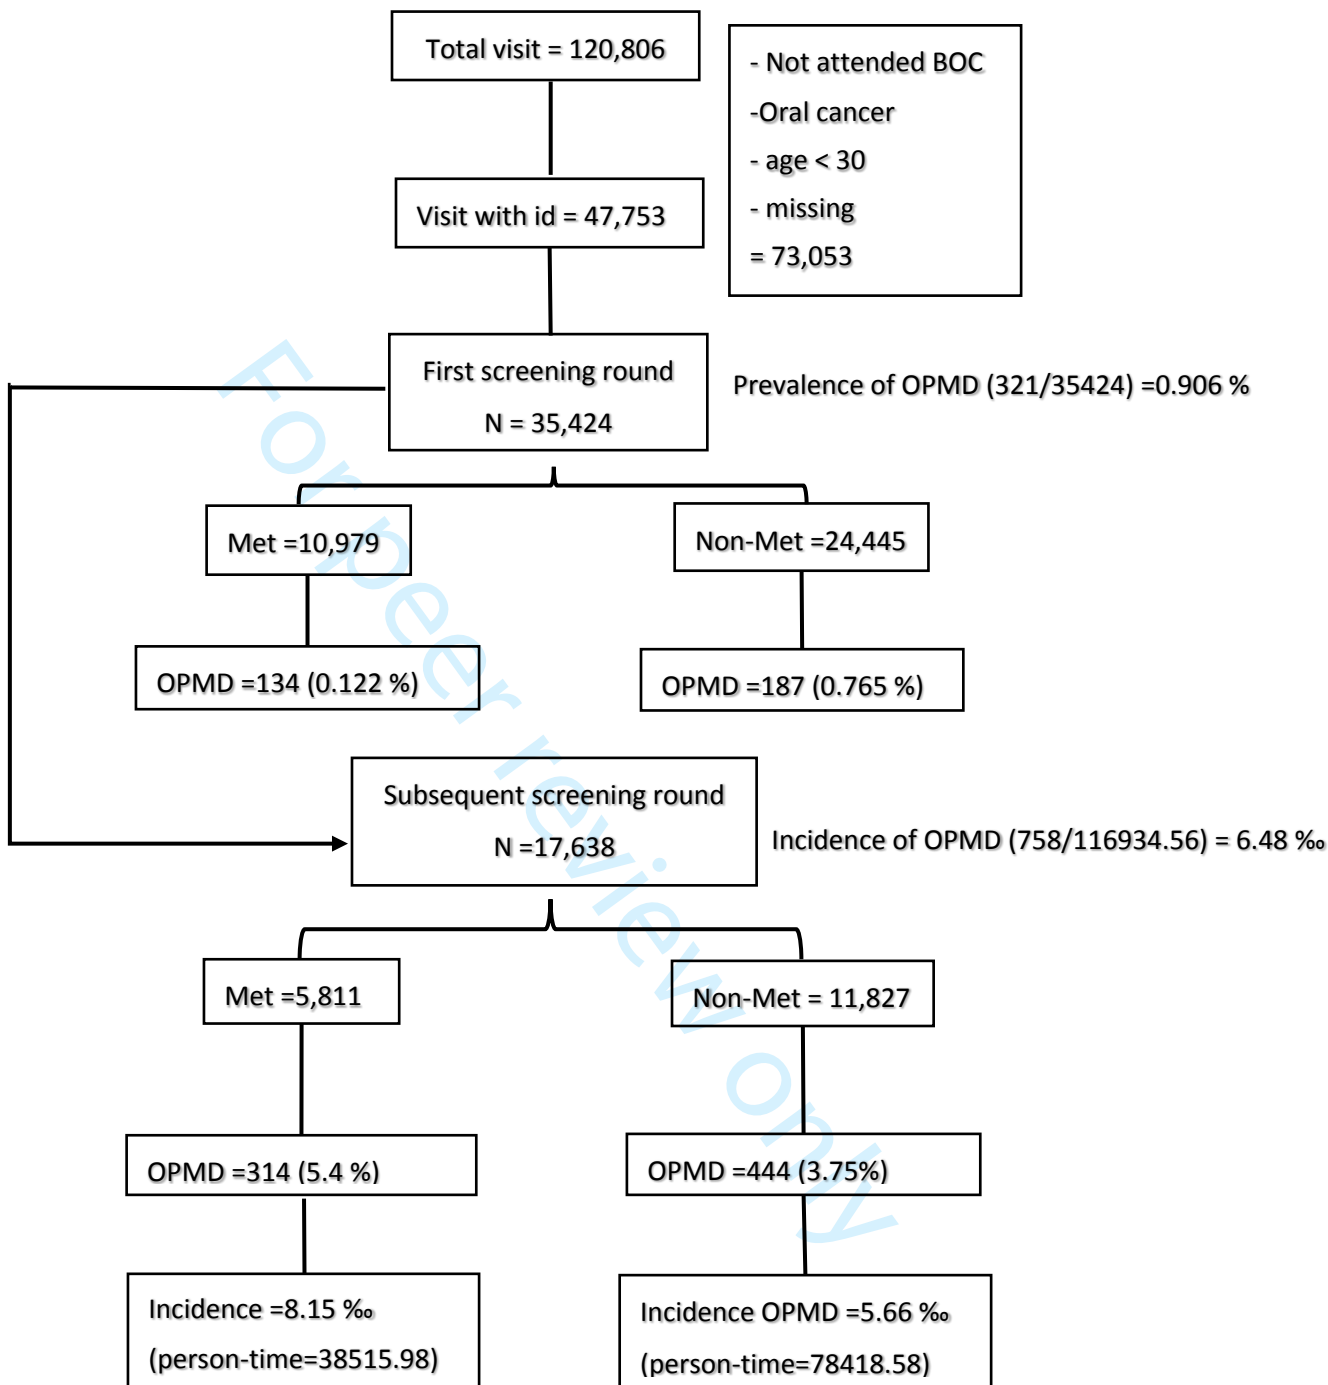 Total visit = 120,806
- Not attended BOC
-Oral cancer
- age < 30
- missing
= 73,053
Visit with id = 47,753
First screening round
N = 35,424
Prevalence of OPMD (321/35424) =0.906 %
Met =10,979
Non-Met =24,445
OPMD =134 (0.122 %)
OPMD =187 (0.765 %)
Subsequent screening round
N =17,638
Incidence of OPMD (758/116934.56) = 6.48 ‰
Met =5,811
Non-Met = 11,827
OPMD =314 (5.4 %)
OPMD =444 (3.75%)
Incidence =8.15 ‰
(person-time=38515.98)
Incidence OPMD =5.66 ‰
(person-time=78418.58)
For peer review only